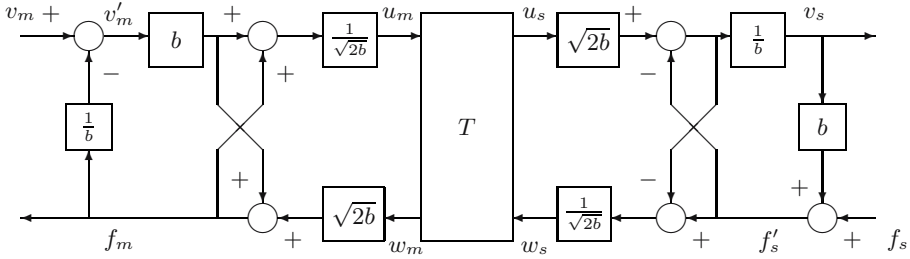 v_m + v'_m + u_m u_s + v_s
b 1/√2b √2b 1/b
− + −
1/b T b
+ − +
√2b 1/√2b
f_m + w_m w_s + f'_s + f_s